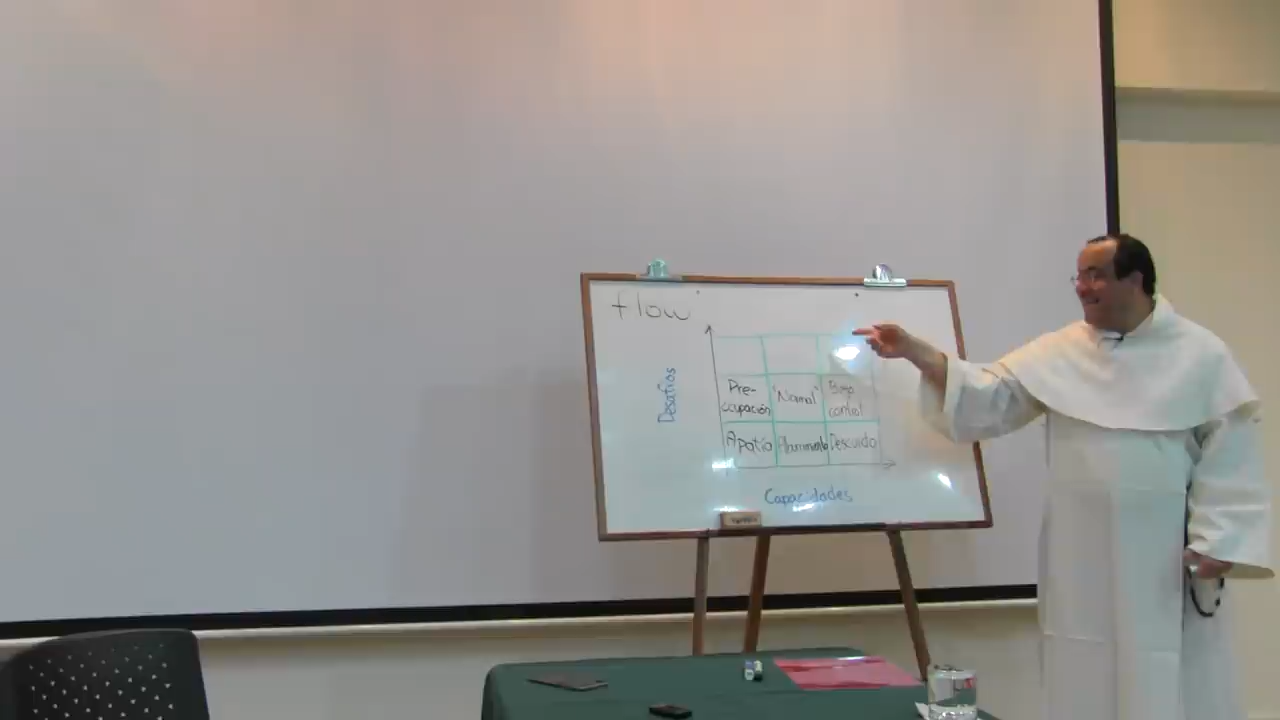 flow
Desafíos
Pre-
ocupación
"Normal"
Bajo
control
Apatía
Aburrimiento
Descuido
Capacidades